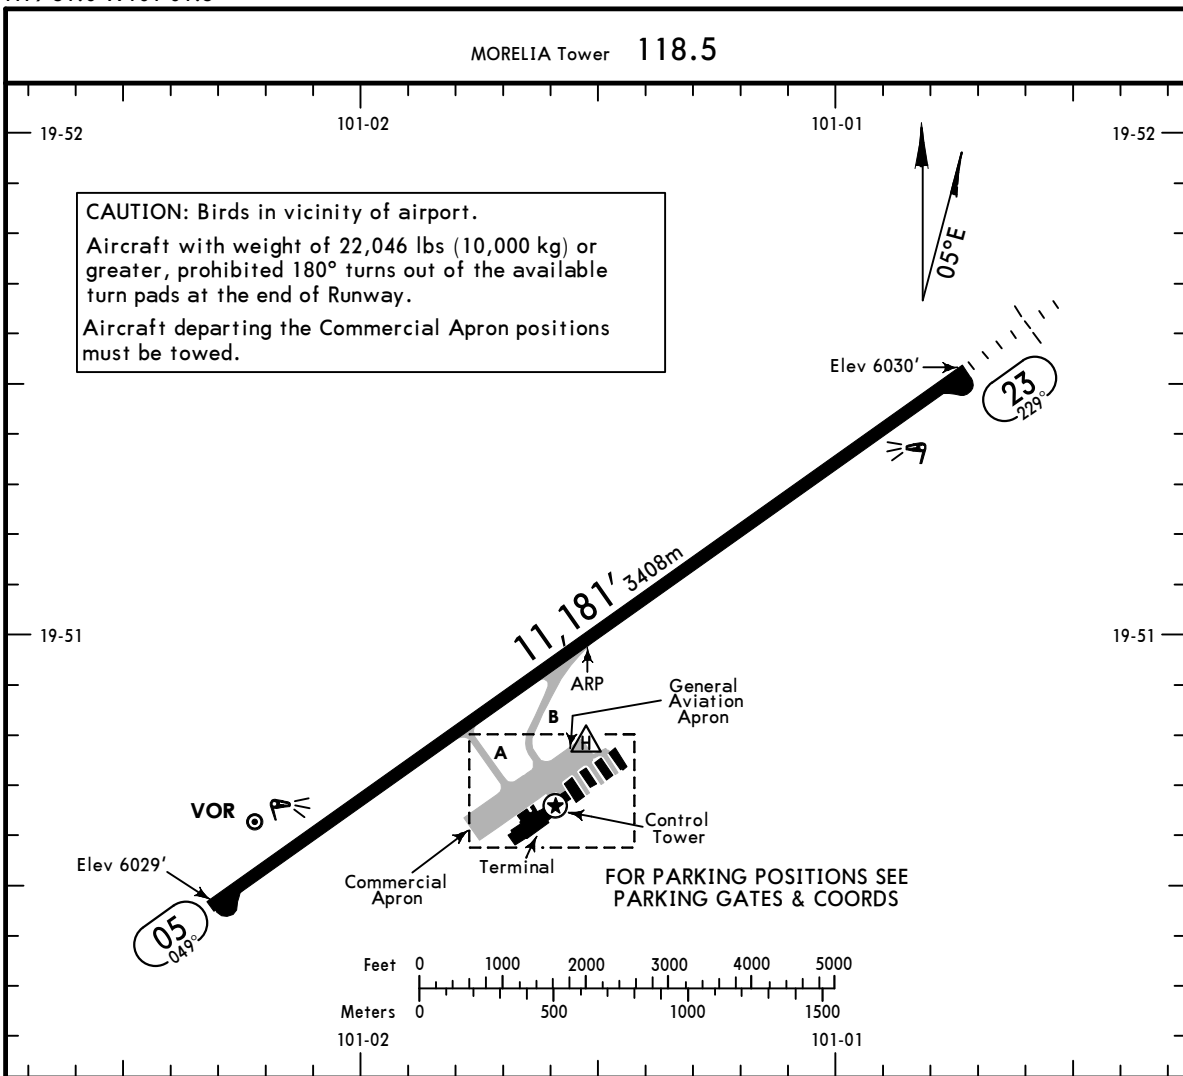 MORELIA Tower 118.5
101-02
101-01
19-52
19-52
CAUTION: Birds in vicinity of airport.
Aircraft with weight of 22,046 lbs (10,000 kg) or
greater, prohibited 180° turns out of the available
turn pads at the end of Runway.
Aircraft departing the Commercial Apron positions
must be towed.
05°E
Elev 6030'
23
229°
11,181' 3408m
19-51
19-51
ARP
General
Aviation
Apron
B
H
A
VOR
Control
Tower
Elev 6029'
Terminal
Commercial
Apron
FOR PARKING POSITIONS SEE
PARKING GATES & COORDS
05
049°
Feet 0 1000 2000 3000 4000 5000
Meters 0 500 1000 1500
101-02
101-01